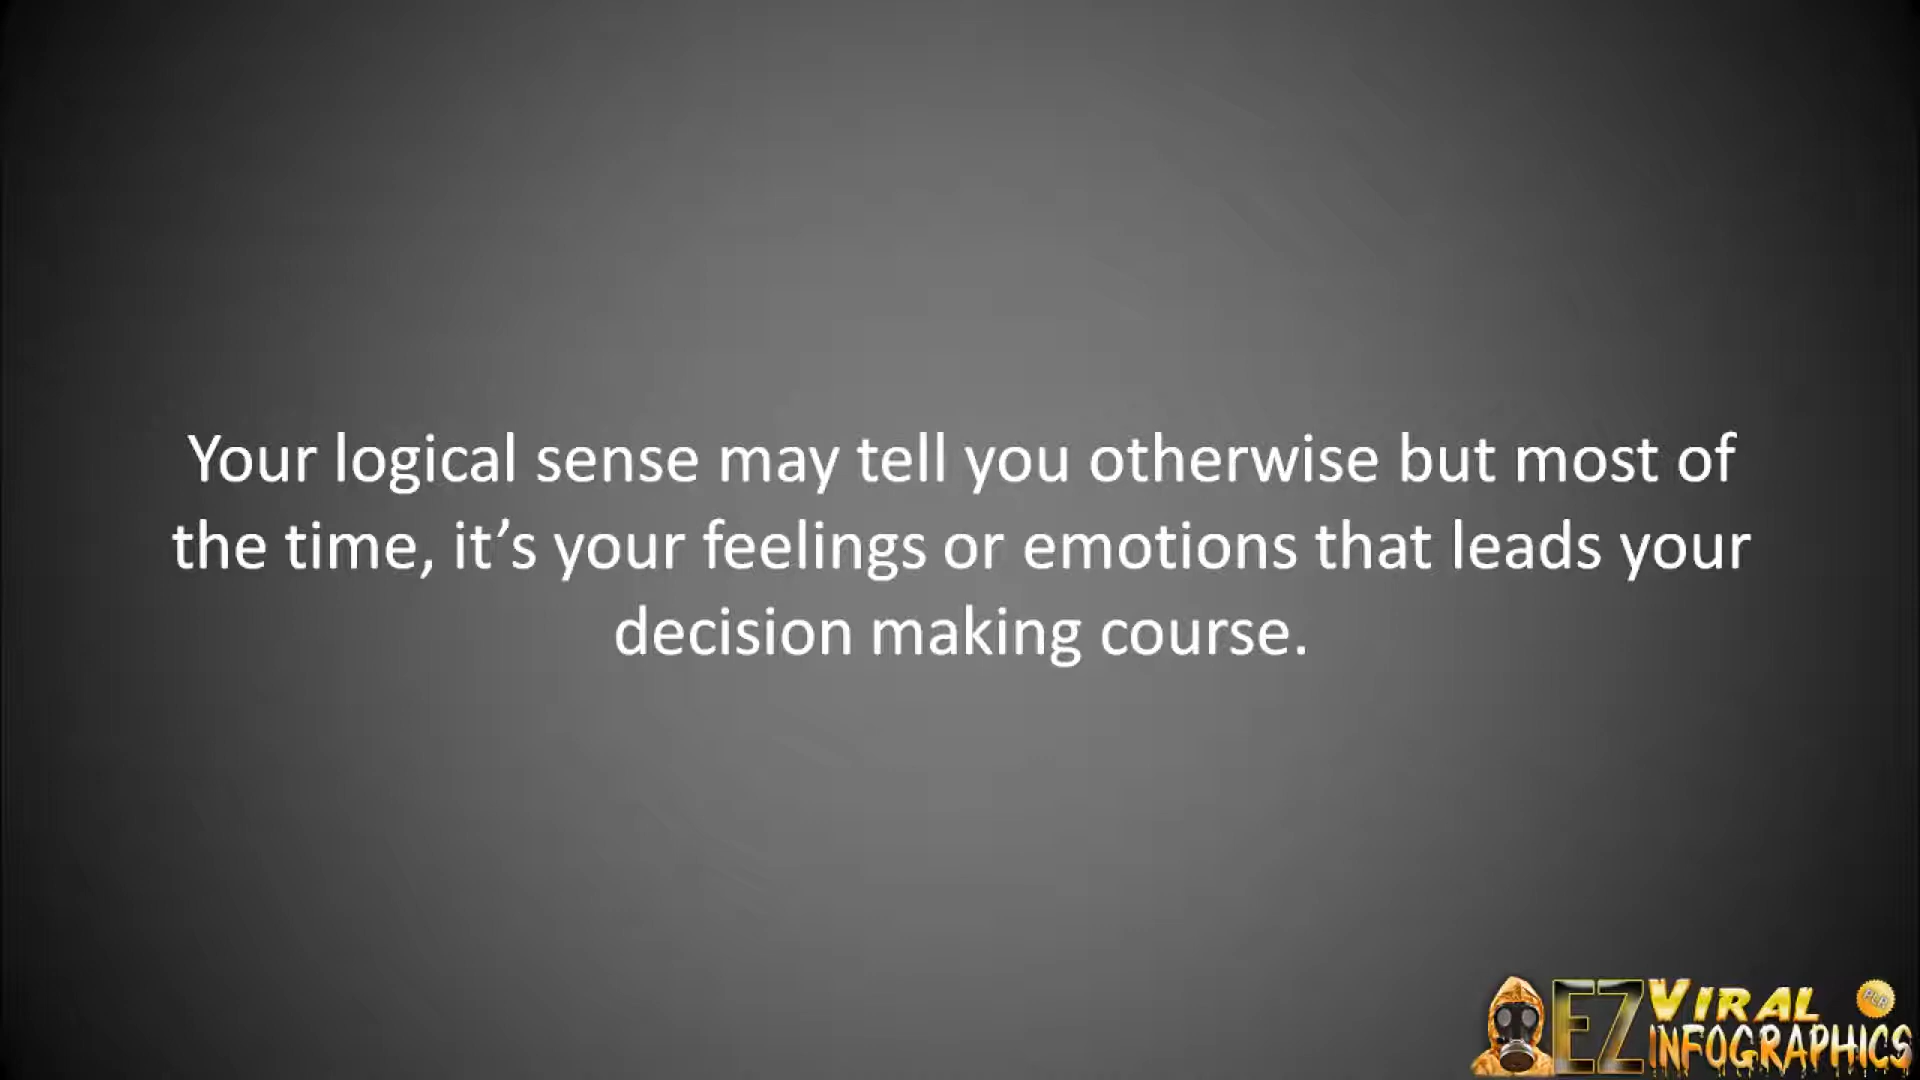 Your logical sense may tell you otherwise but most of
the time, it’s your feelings or emotions that leads your
decision making course.
EZ VIRAL PLR
INFOGRAPHICS